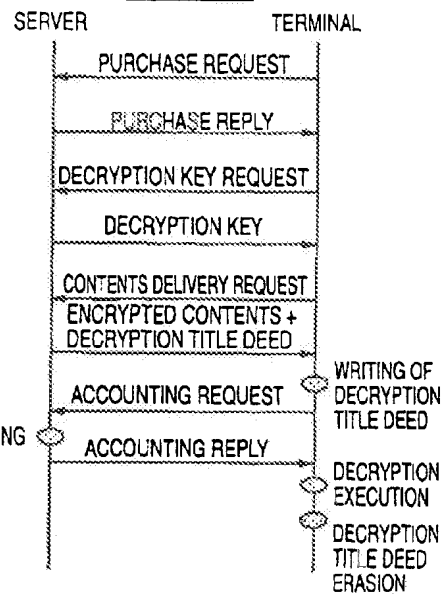 SERVER TERMINAL
PURCHASE REQUEST
PURCHASE REPLY
DECRYPTION KEY REQUEST
DECRYPTION KEY
CONTENTS DELIVERY REQUEST
ENCRYPTED CONTENTS +
DECRYPTION TITLE DEED
WRITING OF
DECRYPTION
TITLE DEED
ACCOUNTING REQUEST
NG
ACCOUNTING REPLY
DECRYPTION
EXECUTION
DECRYPTION
TITLE DEED
ERASION